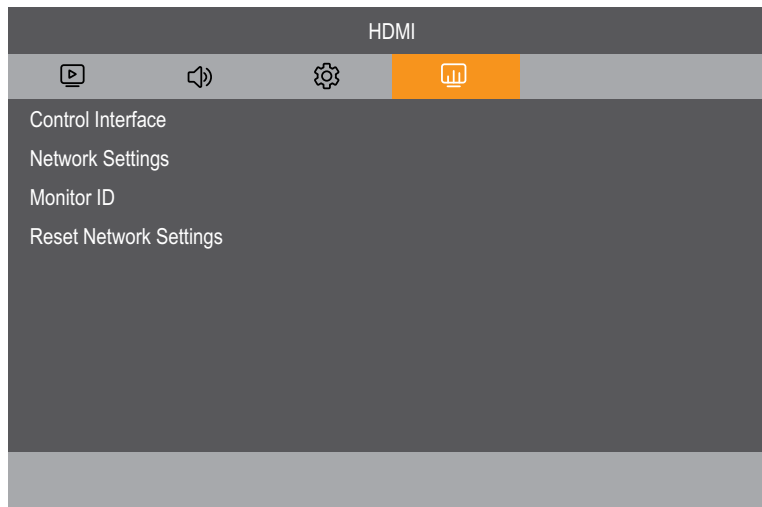 HDMI
Control Interface
Network Settings
Monitor ID
Reset Network Settings